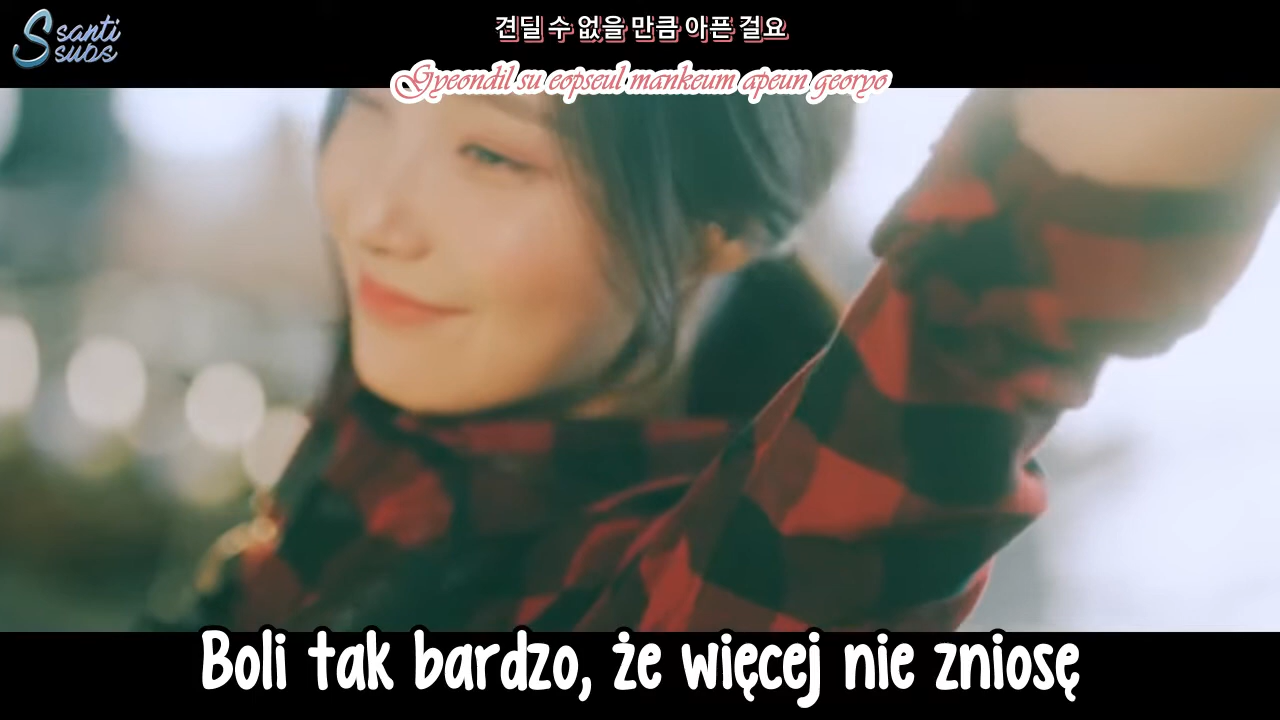 Ssanti
subs
견딜 수 없을 만큼 아픈 걸요
Gyeondil su eopseul mankeum apeun georyo
Boli tak bardzo, że więcej nie zniosę